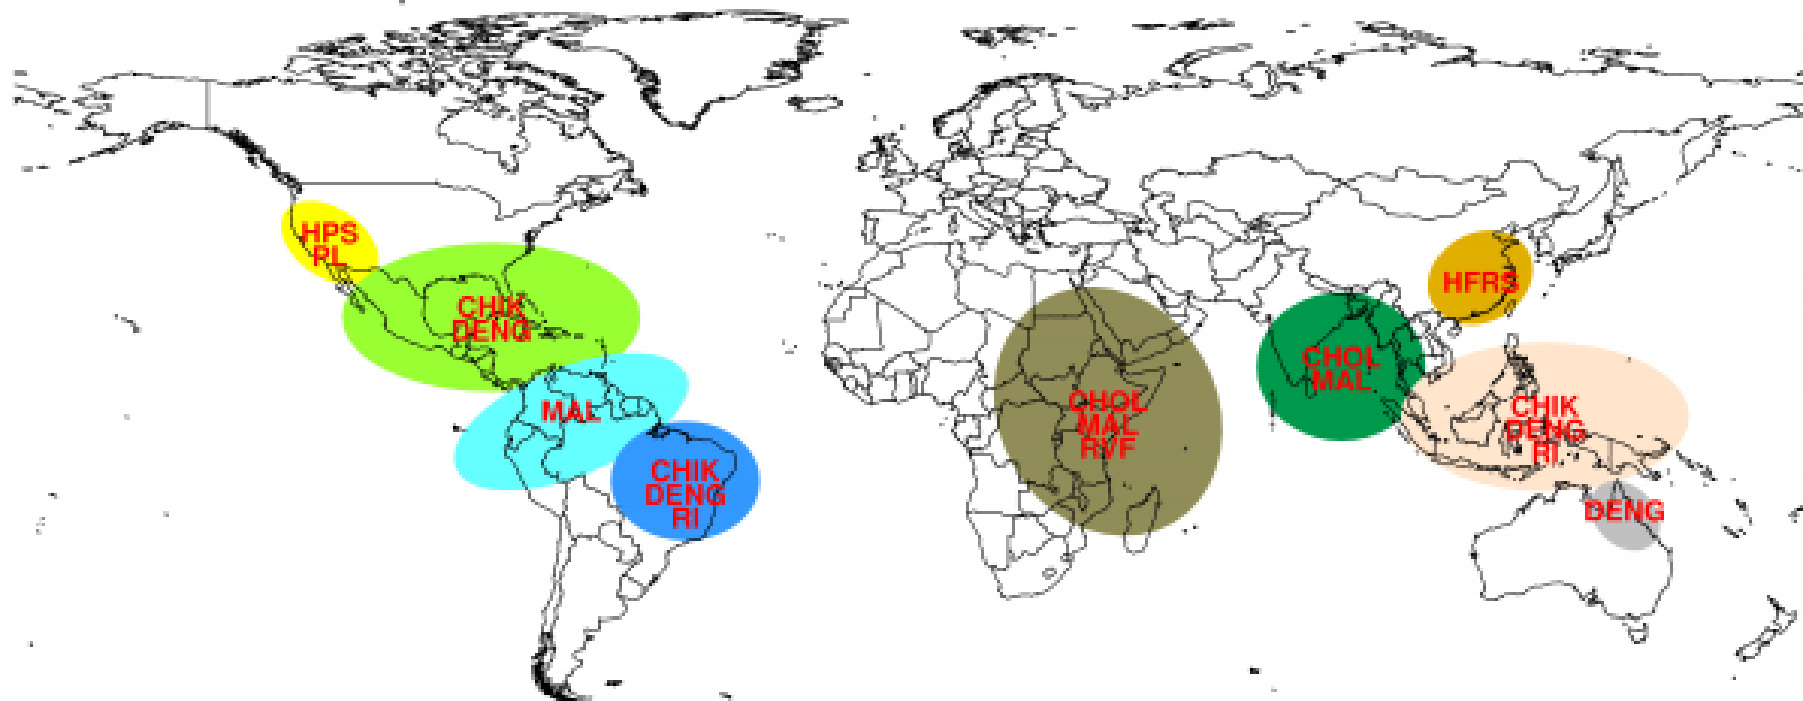 HPS
PL
CHIK
DENG
MAL
CHIK
DENG
RI
CHOL
MAL
RVF
CHOL
MAL
HFRS
CHIK
DENG
RI
DENG